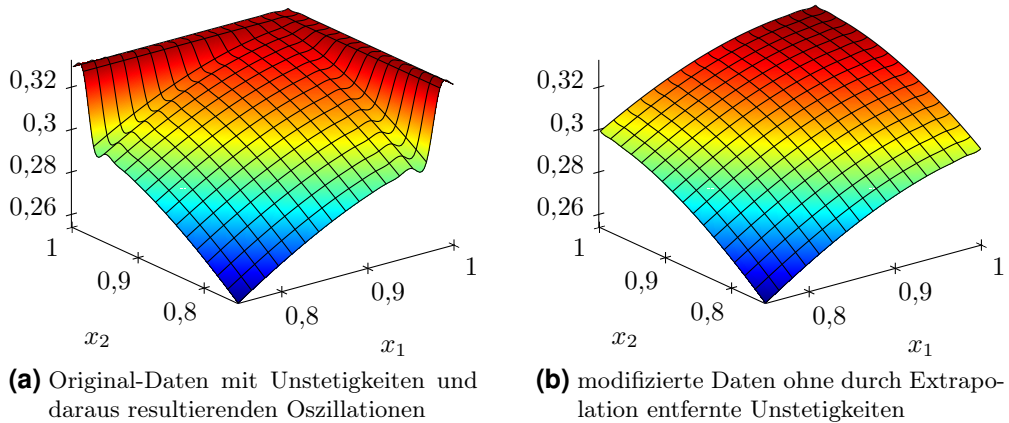 0,32
0,3
0,28
0,26
1
0,9
0,8
x₂
0,8
0,9
1
x₁
0,32
0,3
0,28
0,26
1
0,9
0,8
x₂
0,8
0,9
1
x₁
(a) Original-Daten mit Unstetigkeiten und
daraus resultierenden Oszillationen
(b) modifizierte Daten ohne durch Extrapo-
lation entfernte Unstetigkeiten